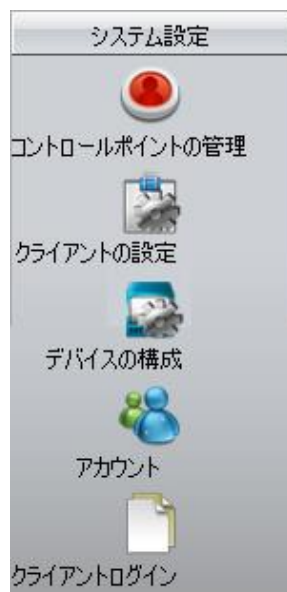 システム設定
コントロールポイントの管理
クライアントの設定
デバイスの構成
アカウント
クライアントログイン